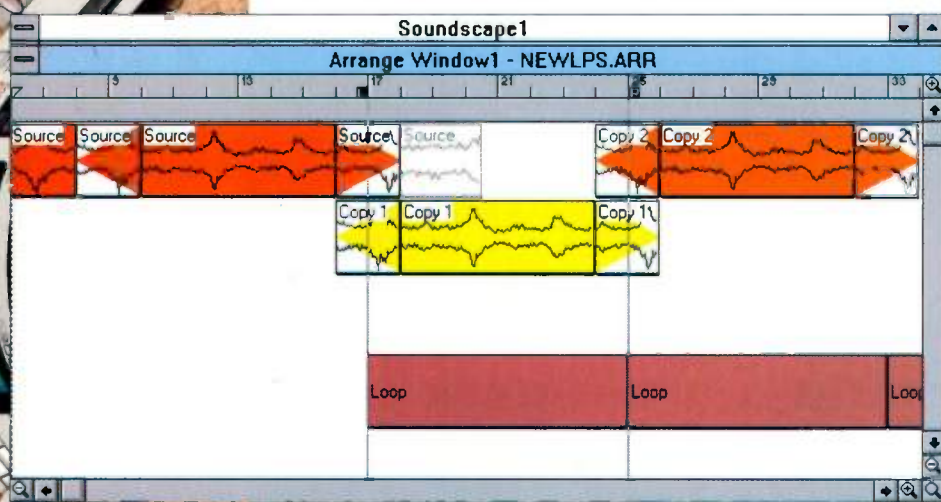 Soundscape1
Arrange Window1 - NEWLPS.ARR
9 13 17 21 25 29 33
Source Source Source Source Source Copy 2 Copy 2 Copy 2
Copy 1 Copy 1 Copy 1
Loop Loop Loop